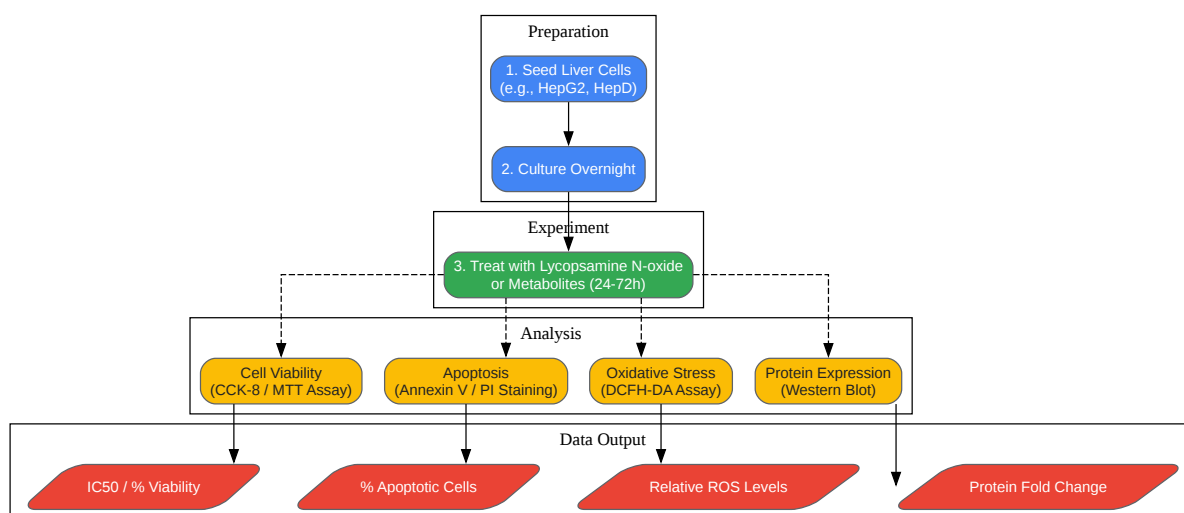 Preparation
1. Seed Liver Cells
(e.g., HepG2, HepD)
2. Culture Overnight
Experiment
3. Treat with Lycopsamine N-oxide
or Metabolites (24-72h)
Analysis
Cell Viability
(CCK-8 / MTT Assay)
Apoptosis
(Annexin V / PI Staining)
Oxidative Stress
(DCFH-DA Assay)
Protein Expression
(Western Blot)
Data Output
IC50 / % Viability
% Apoptotic Cells
Relative ROS Levels
Protein Fold Change